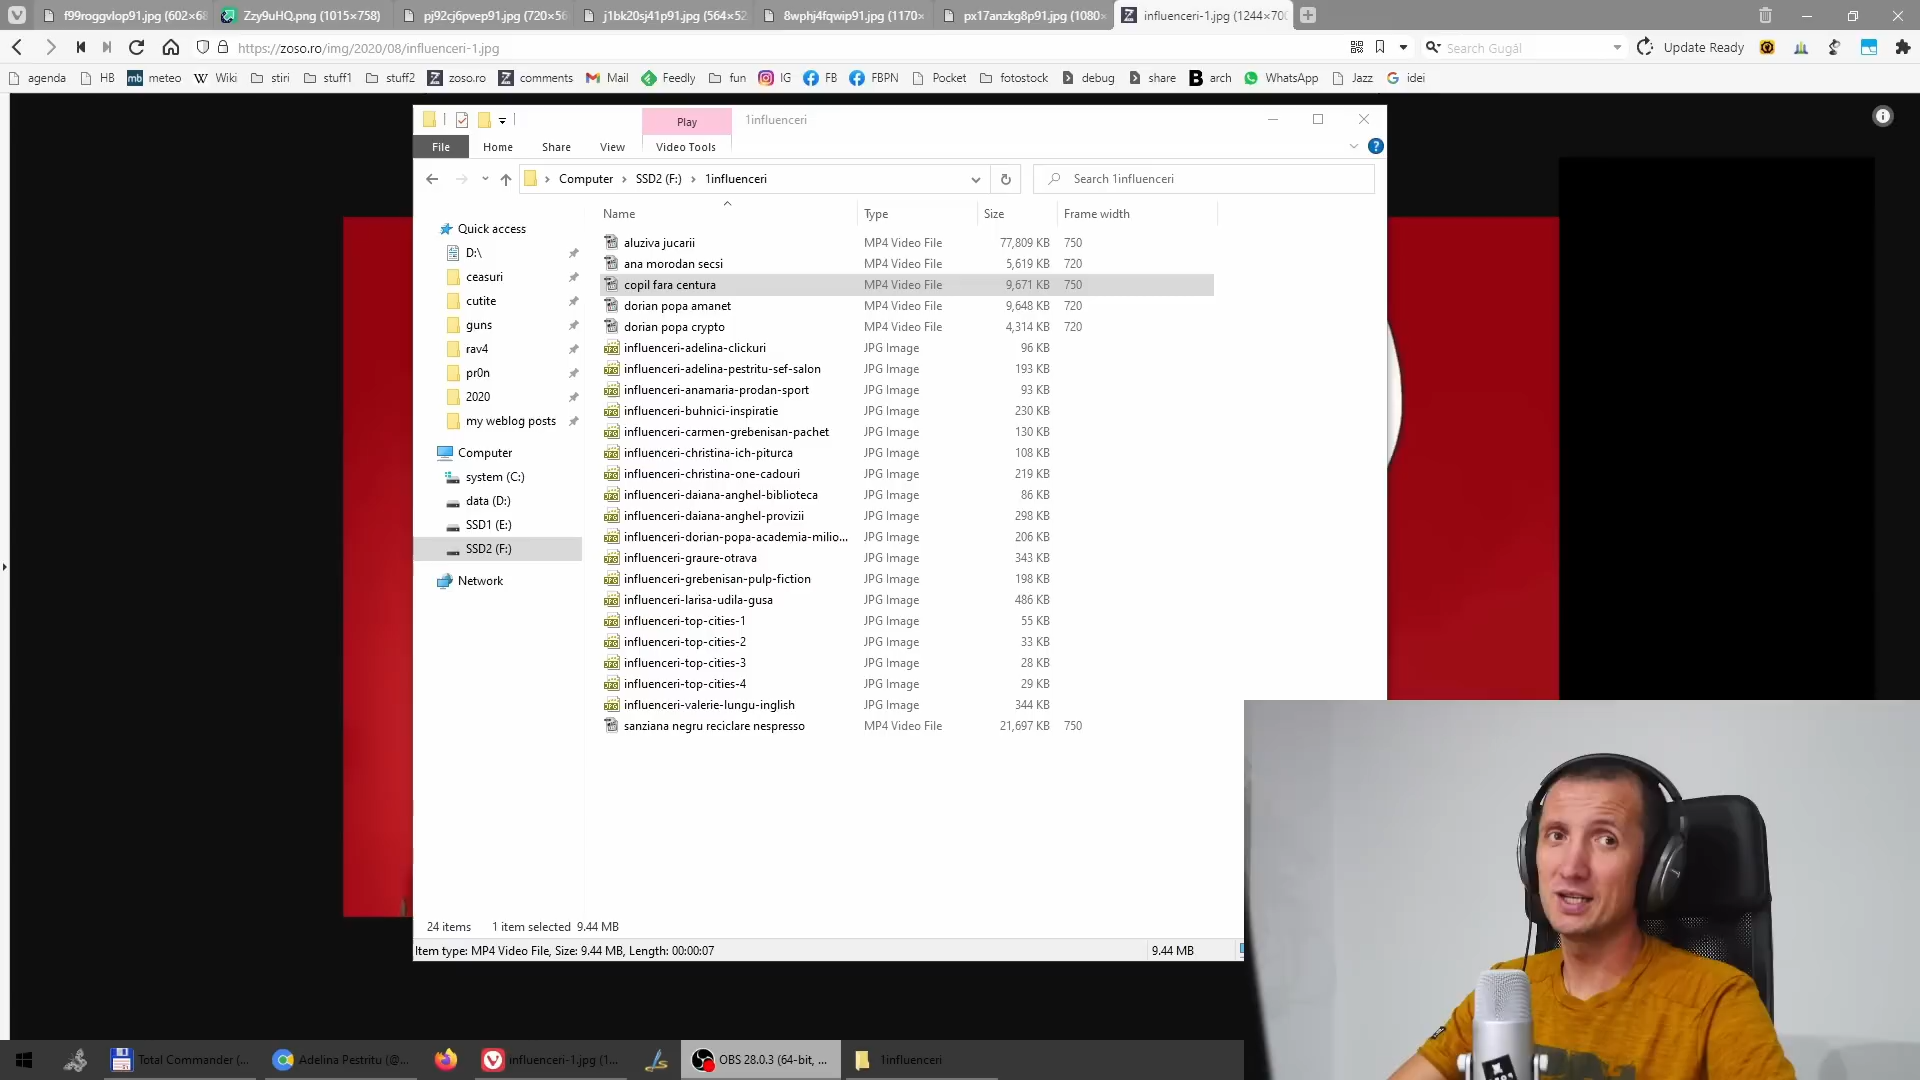 f99roggvlop91.jpg (602×68
Zzy9uHQ.png (1015×758)
pj92cj6pvep91.jpg (720×56
j1bk20sj41p91.jpg (564×52
8wphj4fqwip91.jpg (1170×
px17anzkg8p91.jpg (1080×
influenceri-1.jpg (1244×700
https://zoso.ro/img/2020/08/influenceri-1.jpg
Search Gugâl
Update Ready
agenda
HB
mb meteo
W Wiki
stiri
stuff1
stuff2
Z zoso.ro
Z comments
Mail
Feedly
fun
IG
FB
FBPN
Pocket
fotostock
debug
share
B arch
WhatsApp
Jazz
G idei
Play
1influenceri
File
Home
Share
View
Video Tools
Computer
SSD2 (F:)
1influenceri
Search 1influenceri
Name
Type
Size
Frame width
Quick access
D:\
ceasuri
cutite
guns
rav4
pr0n
2020
my weblog posts
Computer
system (C:)
data (D:)
SSD1 (E:)
SSD2 (F:)
Network
aluziva jucarii MP4 Video File 77,809 KB 750
ana morodan secsi MP4 Video File 5,619 KB 720
copil fara centura MP4 Video File 9,671 KB 750
dorian popa amanet MP4 Video File 9,648 KB 720
dorian popa crypto MP4 Video File 4,314 KB 720
influenceri-adelina-clickuri JPG Image 96 KB
influenceri-adelina-pestritu-sef-salon JPG Image 193 KB
influenceri-anamaria-prodan-sport JPG Image 93 KB
influenceri-buhnici-inspiratie JPG Image 230 KB
influenceri-carmen-grebenisan-pachet JPG Image 130 KB
influenceri-christina-ich-piturca JPG Image 108 KB
influenceri-christina-one-cadouri JPG Image 219 KB
influenceri-daiana-anghel-biblioteca JPG Image 86 KB
influenceri-daiana-anghel-provizii JPG Image 298 KB
influenceri-dorian-popa-academia-milio... JPG Image 206 KB
influenceri-graure-otrava JPG Image 343 KB
influenceri-grebenisan-pulp-fiction JPG Image 198 KB
influenceri-larisa-udila-gusa JPG Image 486 KB
influenceri-top-cities-1 JPG Image 55 KB
influenceri-top-cities-2 JPG Image 33 KB
influenceri-top-cities-3 JPG Image 28 KB
influenceri-top-cities-4 JPG Image 29 KB
influenceri-valerie-lungu-inglish JPG Image 344 KB
sanziana negru reciclare nespresso MP4 Video File 21,697 KB 750
24 items
1 item selected 9.44 MB
Item type: MP4 Video File, Size: 9.44 MB, Length: 00:00:07
9.44 MB
Total Commander (...
Adelina Pestritu (@...
influenceri-1.jpg (1...
OBS 28.0.3 (64-bit, ...
1influenceri